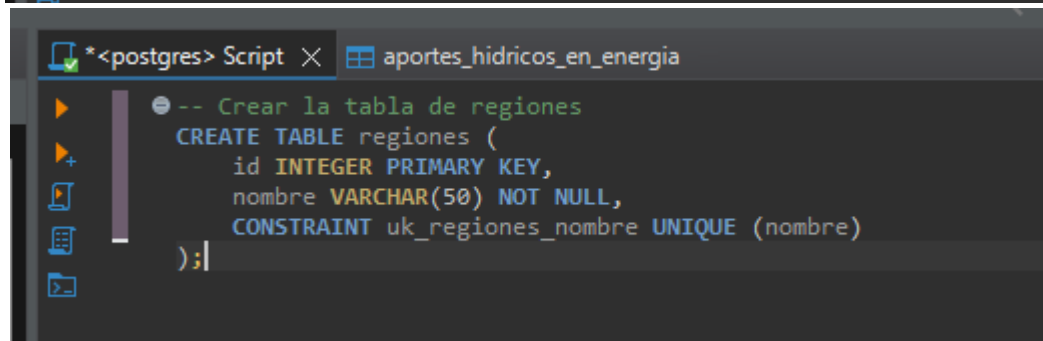 *<postgres> Script
aportes_hidricos_en_energia
-- Crear la tabla de regiones
CREATE TABLE regiones (
    id INTEGER PRIMARY KEY,
    nombre VARCHAR(50) NOT NULL,
    CONSTRAINT uk_regiones_nombre UNIQUE (nombre)
);